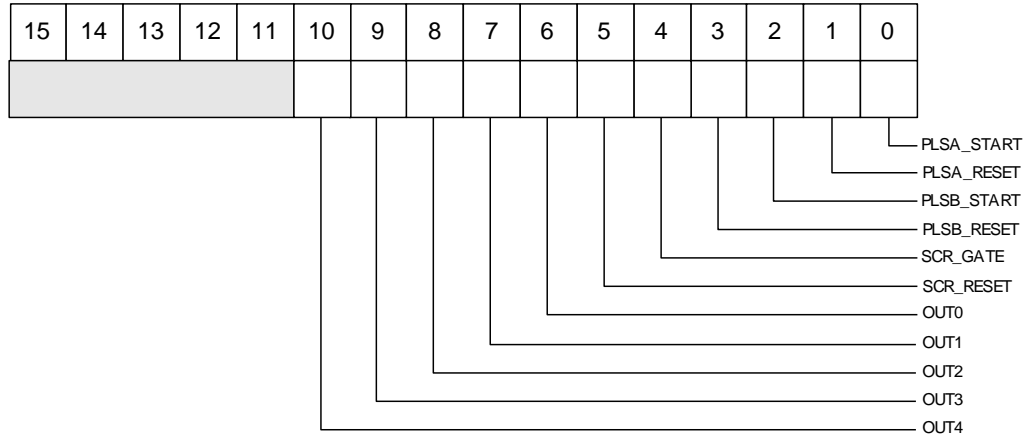 15 14 13 12 11 10 9 8 7 6 5 4 3 2 1 0
PLSA_START
PLSA_RESET
PLSB_START
PLSB_RESET
SCR_GATE
SCR_RESET
OUT0
OUT1
OUT2
OUT3
OUT4